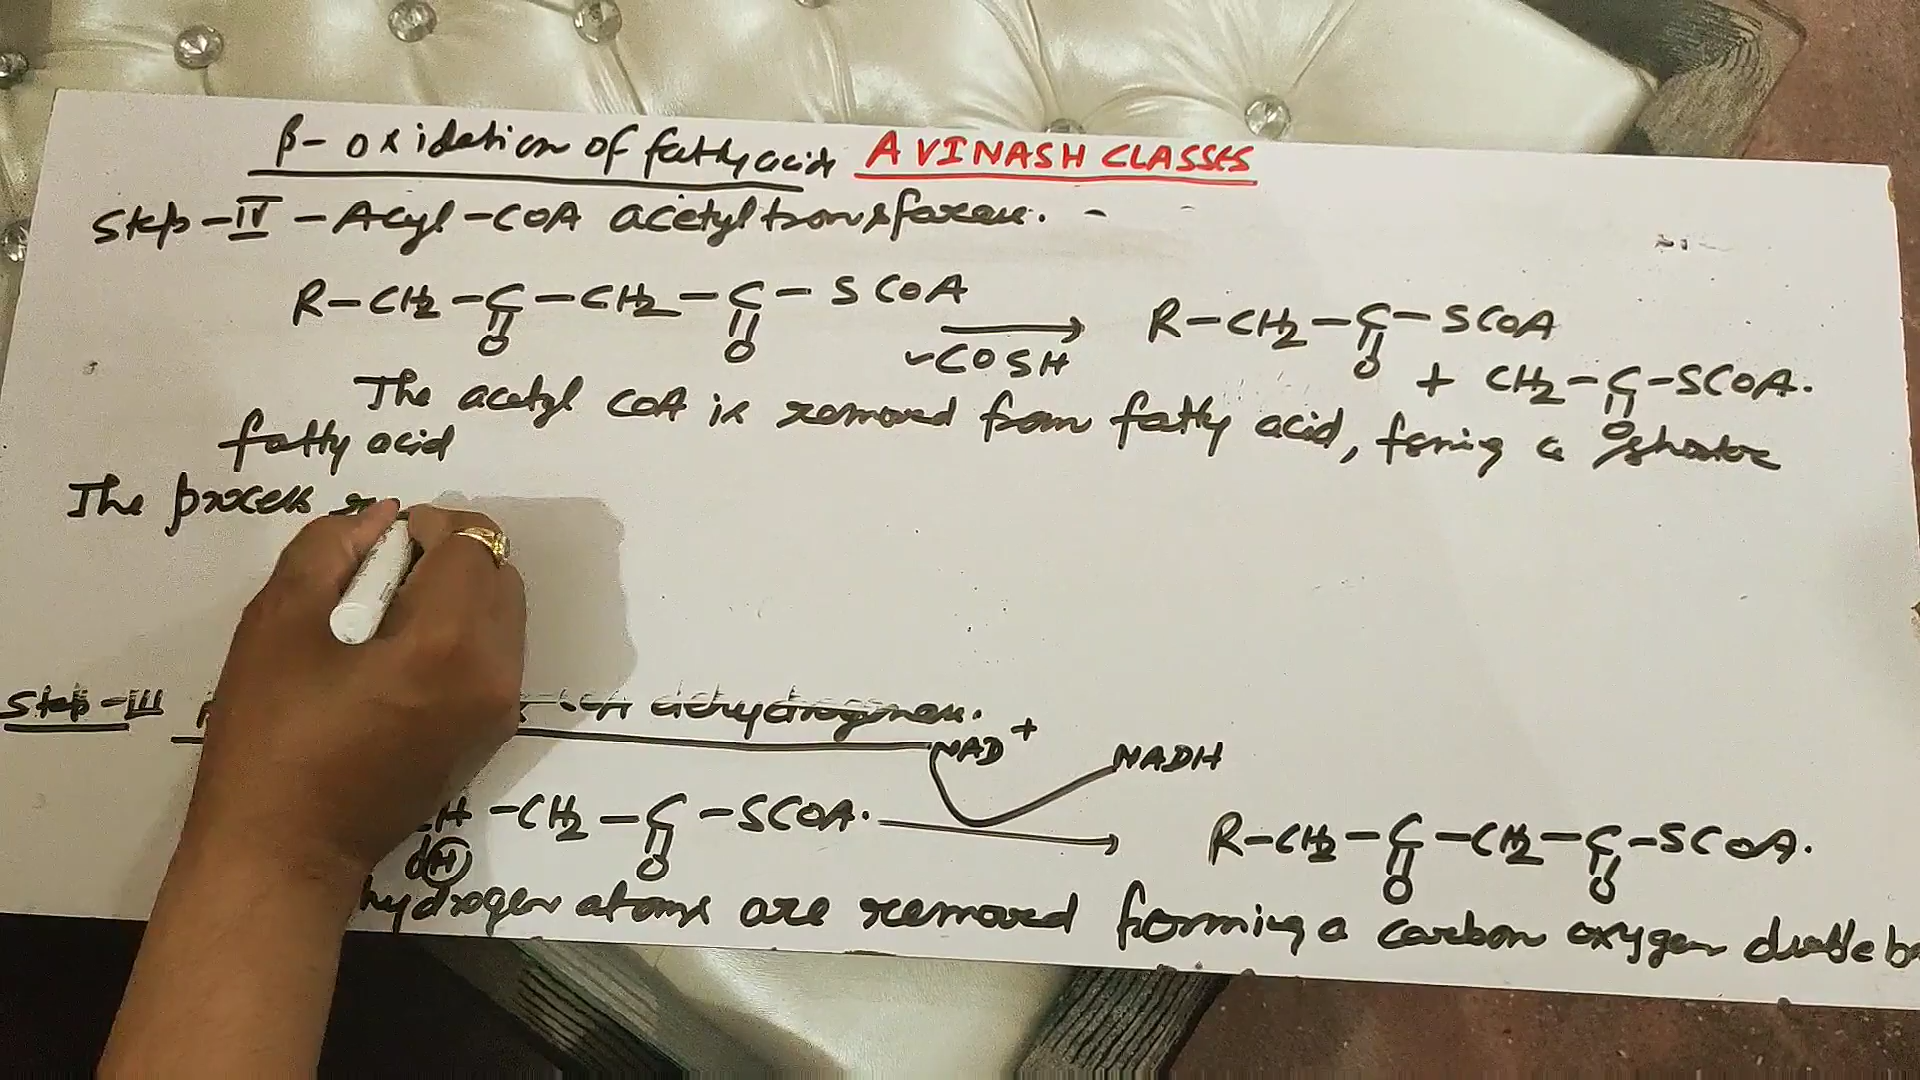 β- oxidation of fatty acid AVINASH CLASSES
Step -IV - Acyl -COA acetyl transferase. -
R-CH2-C-CH2-C-SCOA
O O
COSH
R-CH2-C-SCOA
O
+ CH2-C-SCOA.
O
The acetyl COA is removed from fatty acid, forming a shorter
fatty acid
The process
Step -III dehydrogenase.
NAD+ NADH
H -CH2-C-SCOA.
H O
R-CH2-C-CH2-C-SCOA.
O O
hydrogen atoms are removed forming a carbon oxygen double b